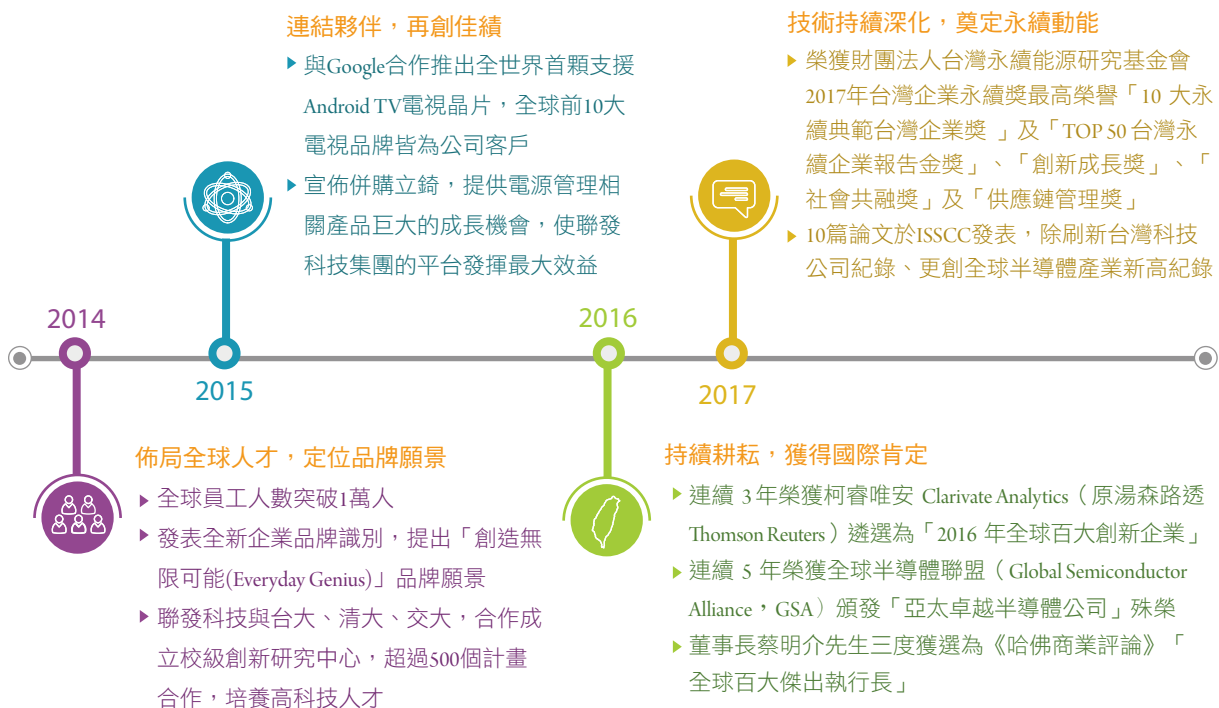 連結夥伴，再創佳績
與Google合作推出全世界首顆支援
Android TV電視晶片，全球前10大
電視品牌皆為公司客戶
宣佈併購立錡，提供電源管理相
關產品巨大的成長機會，使聯發
科技集團的平台發揮最大效益
技術持續深化，奠定永續動能
榮獲財團法人台灣永續能源研究基金會
2017年台灣企業永續獎最高榮譽「10 大永
續典範台灣企業獎 」及「TOP 50 台灣永
續企業報告金獎」、「創新成長獎」、「
社會共融獎」及「供應鏈管理獎」
10篇論文於ISSCC發表，除刷新台灣科技
公司紀錄、更創全球半導體產業新高紀錄
2014
2015
2016
2017
佈局全球人才，定位品牌願景
全球員工人數突破1萬人
發表全新企業品牌識別，提出「創造無
限可能(Everyday Genius)」品牌願景
聯發科技與台大、清大、交大，合作成
立校級創新研究中心，超過500個計畫
合作，培養高科技人才
持續耕耘，獲得國際肯定
連續 3 年榮獲柯睿唯安 Clarivate Analytics（原湯森路透
Thomson Reuters）遴選為「2016 年全球百大創新企業」
連續 5 年榮獲全球半導體聯盟（Global Semiconductor
Alliance，GSA）頒發「亞太卓越半導體公司」殊榮
董事長蔡明介先生三度獲選為《哈佛商業評論》「
全球百大傑出執行長」